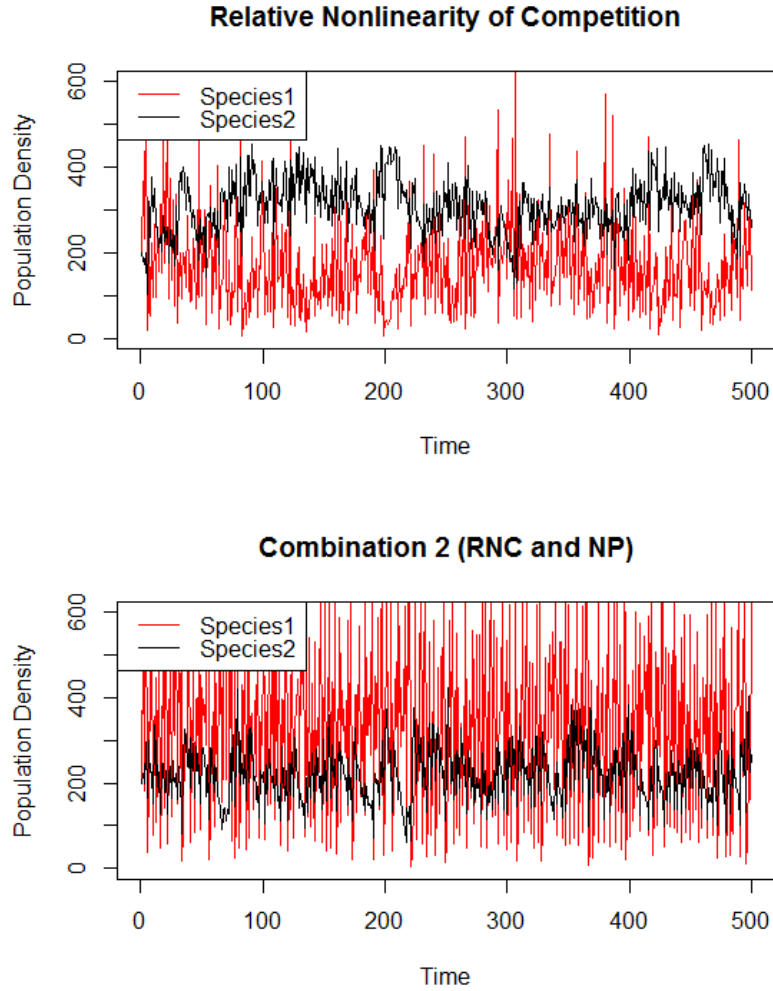 Relative Nonlinearity of Competition
Species1
Species2
Population Density
0
200
400
600
0
100
200
300
400
500
Time
Combination 2 (RNC and NP)
Species1
Species2
Population Density
0
200
400
600
0
100
200
300
400
500
Time